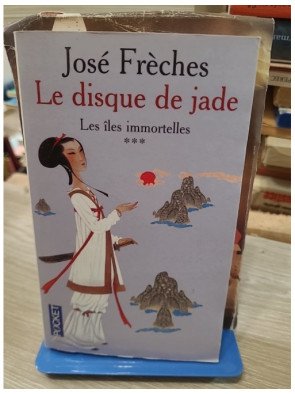 José Frèches
Le disque de jade
Les îles immortelles
***
POCKET